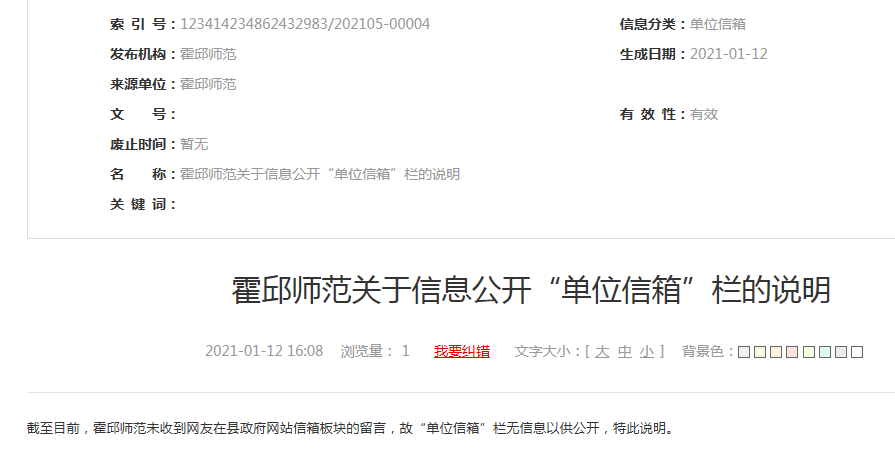 索 引 号：123414234862432983/202105-00004 信息分类：单位信箱
发布机构：霍邱师范 生成日期：2021-01-12
来源单位：霍邱师范
文 号： 有 效 性：有效
废止时间：暂无
名 称：霍邱师范关于信息公开“单位信箱”栏的说明
关 键 词：
霍邱师范关于信息公开“单位信箱”栏的说明
2021-01-12 16:08 浏览量： 1 我要纠错 文字大小：[ 大 中 小 ] 背景色：
截至目前，霍邱师范未收到网友在县政府网站信箱板块的留言，故“单位信箱”栏无信息以供公开，特此说明。